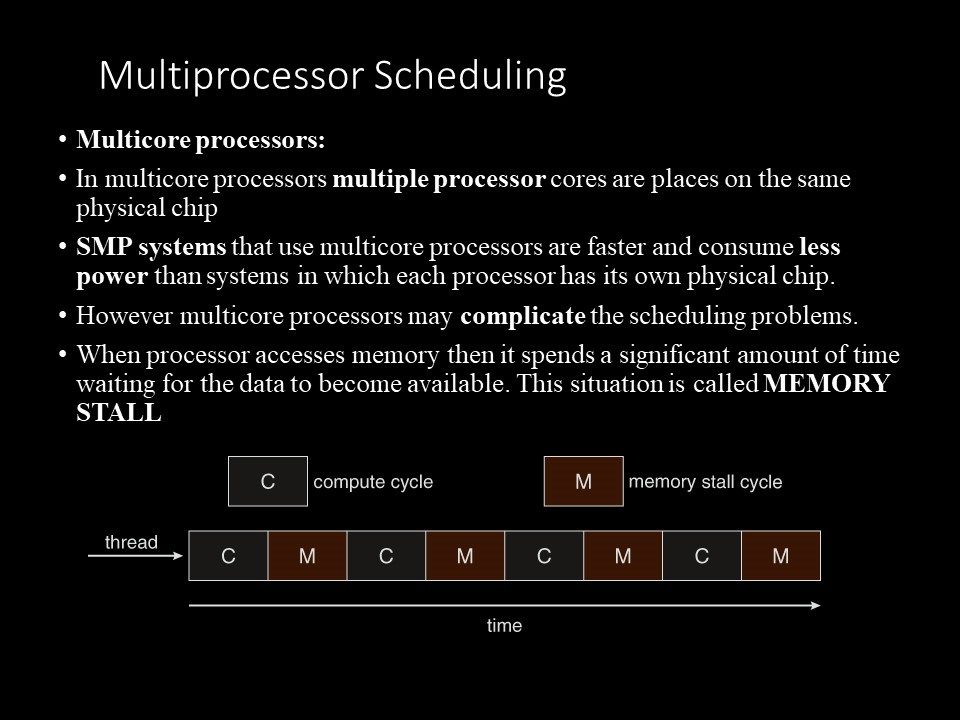 Multiprocessor Scheduling
• Multicore processors:
• In multicore processors multiple processor cores are places on the same
physical chip
• SMP systems that use multicore processors are faster and consume less
power than systems in which each processor has its own physical chip.
• However multicore processors may complicate the scheduling problems.
• When processor accesses memory then it spends a significant amount of time
waiting for the data to become available. This situation is called MEMORY
STALL
C compute cycle M memory stall cycle
thread
C M C M C M C M
time